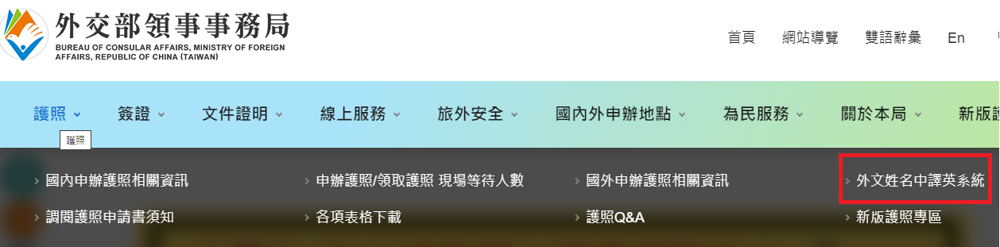 外交部領事事務局
BUREAU OF CONSULAR AFFAIRS, MINISTRY OF FOREIGN
AFFAIRS, REPUBLIC OF CHINA (TAIWAN)
首頁 網站導覽 雙語辭彙 En
護照 簽證 文件證明 線上服務 旅外安全 國內外申辦地點 為民服務 關於本局 新版
護照
國內申辦護照相關資訊 申辦護照/領取護照 現場等待人數 國外申辦護照相關資訊 外文姓名中譯英系統
調閱護照申請書須知 各項表格下載 護照Q&A 新版護照專區